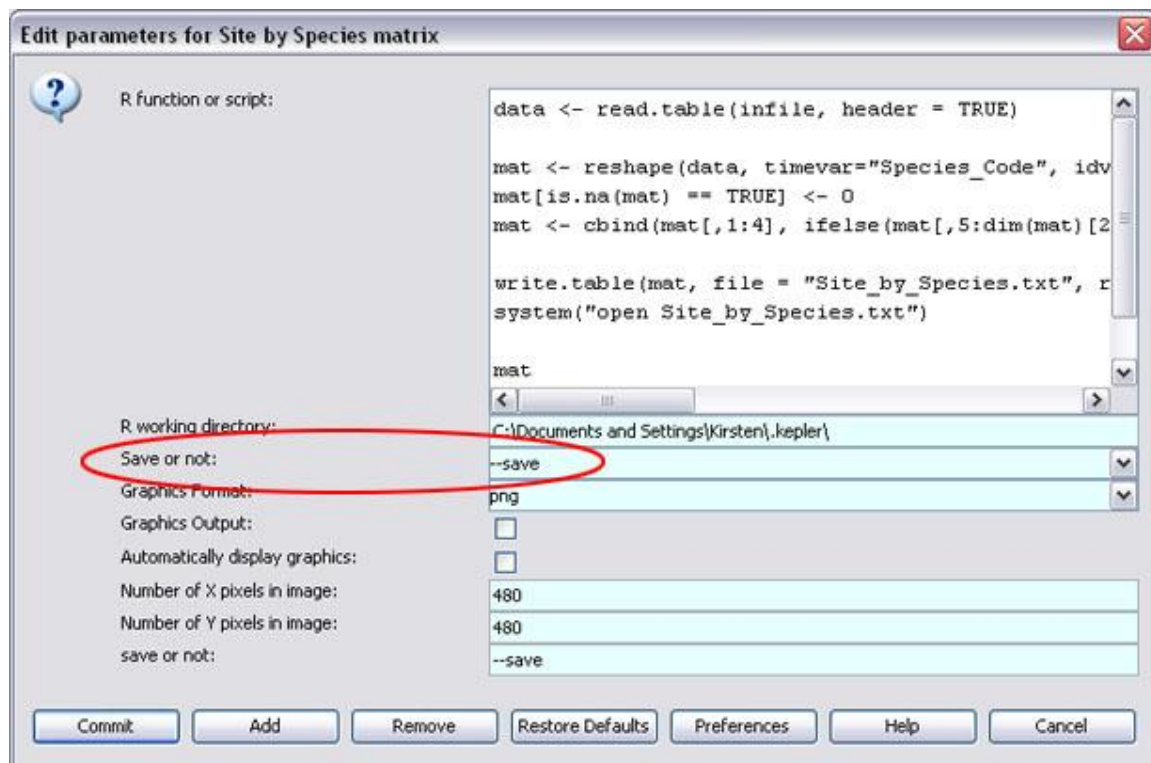 Edit parameters for Site by Species matrix
R function or script:
data <- read.table(infile, header = TRUE)
mat <- reshape(data, timevar="Species_Code", idv
mat[is.na(mat) == TRUE] <- 0
mat <- cbind(mat[,1:4], ifelse(mat[,5:dim(mat)[2
write.table(mat, file = "Site_by_Species.txt", r
system("open Site_by_Species.txt")
mat
R working directory: C:\Documents and Settings\Kirsten\.kepler\
Save or not: --save
Graphics Format: png
Graphics Output:
Automatically display graphics:
Number of X pixels in image: 480
Number of Y pixels in image: 480
save or not: --save
Commit Add Remove Restore Defaults Preferences Help Cancel